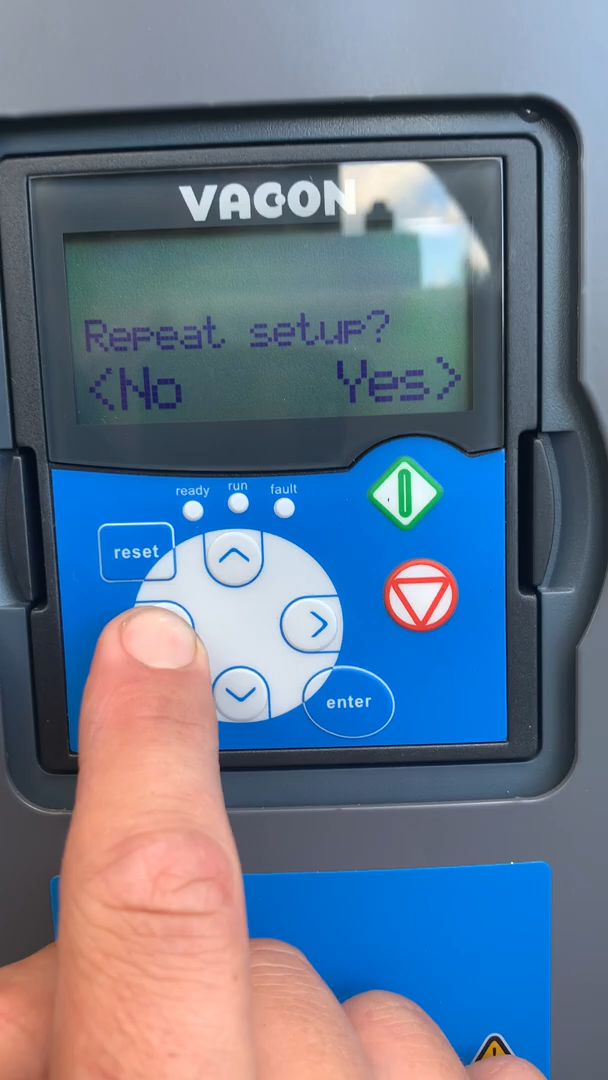 VACON
Repeat setup?
<No Yes>
ready run fault
reset
enter